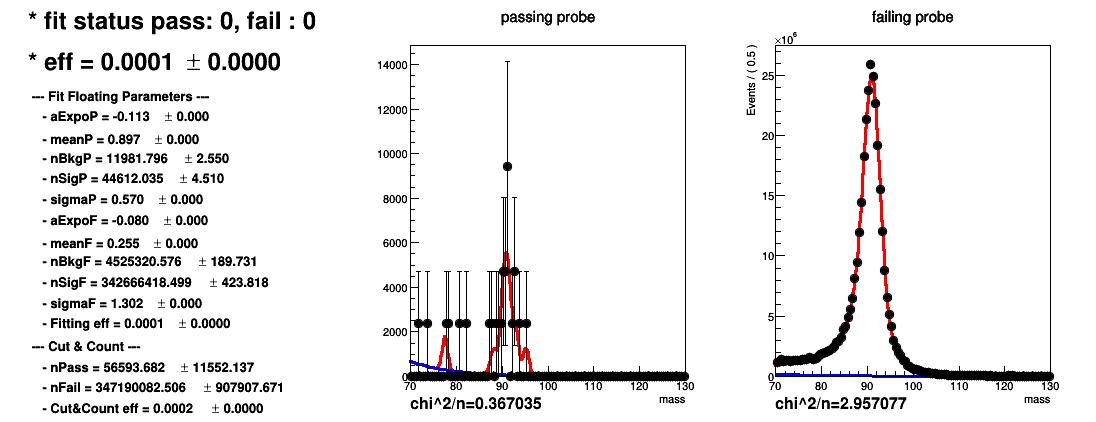 * fit status pass: 0, fail : 0
* eff = 0.0001 ± 0.0000
--- Fit Floating Parameters ---
- aExpoP = -0.113 ± 0.000
- meanP = 0.897 ± 0.000
- nBkgP = 11981.796 ± 2.550
- nSigP = 44612.035 ± 4.510
- sigmaP = 0.570 ± 0.000
- aExpoF = -0.080 ± 0.000
- meanF = 0.255 ± 0.000
- nBkgF = 4525320.576 ± 189.731
- nSigF = 342666418.499 ± 423.818
- sigmaF = 1.302 ± 0.000
- Fitting eff = 0.0001 ± 0.0000
--- Cut & Count ---
- nPass = 56593.682 ± 11552.137
- nFail = 347190082.506 ± 907907.671
- Cut&Count eff = 0.0002 ± 0.0000
passing probe
14000
12000
10000
8000
6000
4000
2000
0
70 80 90 100 110 120 130
mass
chi^2/n=0.367035
failing probe
×10^6
Events / ( 0.5 )
25
20
15
10
5
0
70 80 90 100 110 120 130
mass
chi^2/n=2.957077